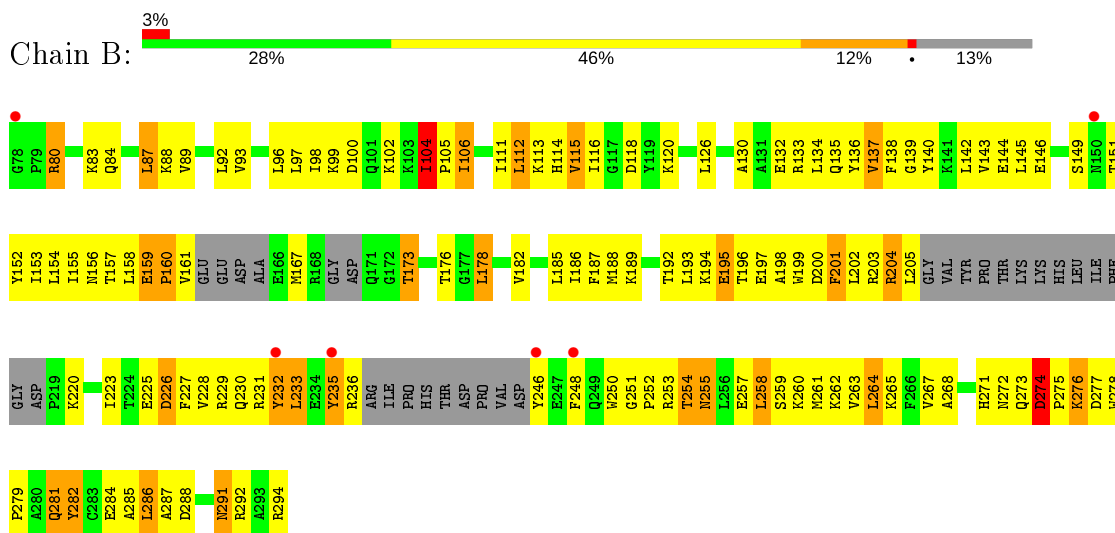 3%
Chain B:
28% 46% 12% • 13%
G78 P79 R80 K83 Q84 L87 K88 V89 L92 V93 L96 L97 I98 K99 D100 Q101 K102 K103 I104 P105 I106 I111 L112 K113 H114 V115 I116 G117 D118 Y119 K120 L126 A130 A131 E132 R133 L134 Q135 Y136 V137 F138 G139 Y140 K141 L142 V143 E144 L145 E146 S149 N150 T151
Y152 I153 L154 I155 N156 T157 L158 E159 P160 V161 GLU GLU ASP ALA E166 M167 R168 GLY ASP Q171 G172 T173 T176 G177 L178 V182 L185 I186 F187 M188 K189 T192 L193 K194 E195 T196 E197 A198 W199 D200 F201 L202 R203 R204 L205 GLY VAL TYR PRO THR LYS LYS HIS LEU ILE PHE
GLY ASP P219 K220 I223 T224 E225 D226 F227 V228 R229 Q230 R231 Y232 L233 E234 Y235 R236 ARG ILE PRO HIS THR ASP PRO VAL ASP Y246 E247 F248 Q249 W250 G251 P252 R253 T254 N255 L256 E257 L258 S259 K260 M261 K262 V263 L264 K265 F266 V267 A268 H271 N272 Q273 D274 P275 K276 D277 W278
P279 A280 Q281 Y282 C283 E284 A285 L286 A287 D288 N291 R292 A293 R294